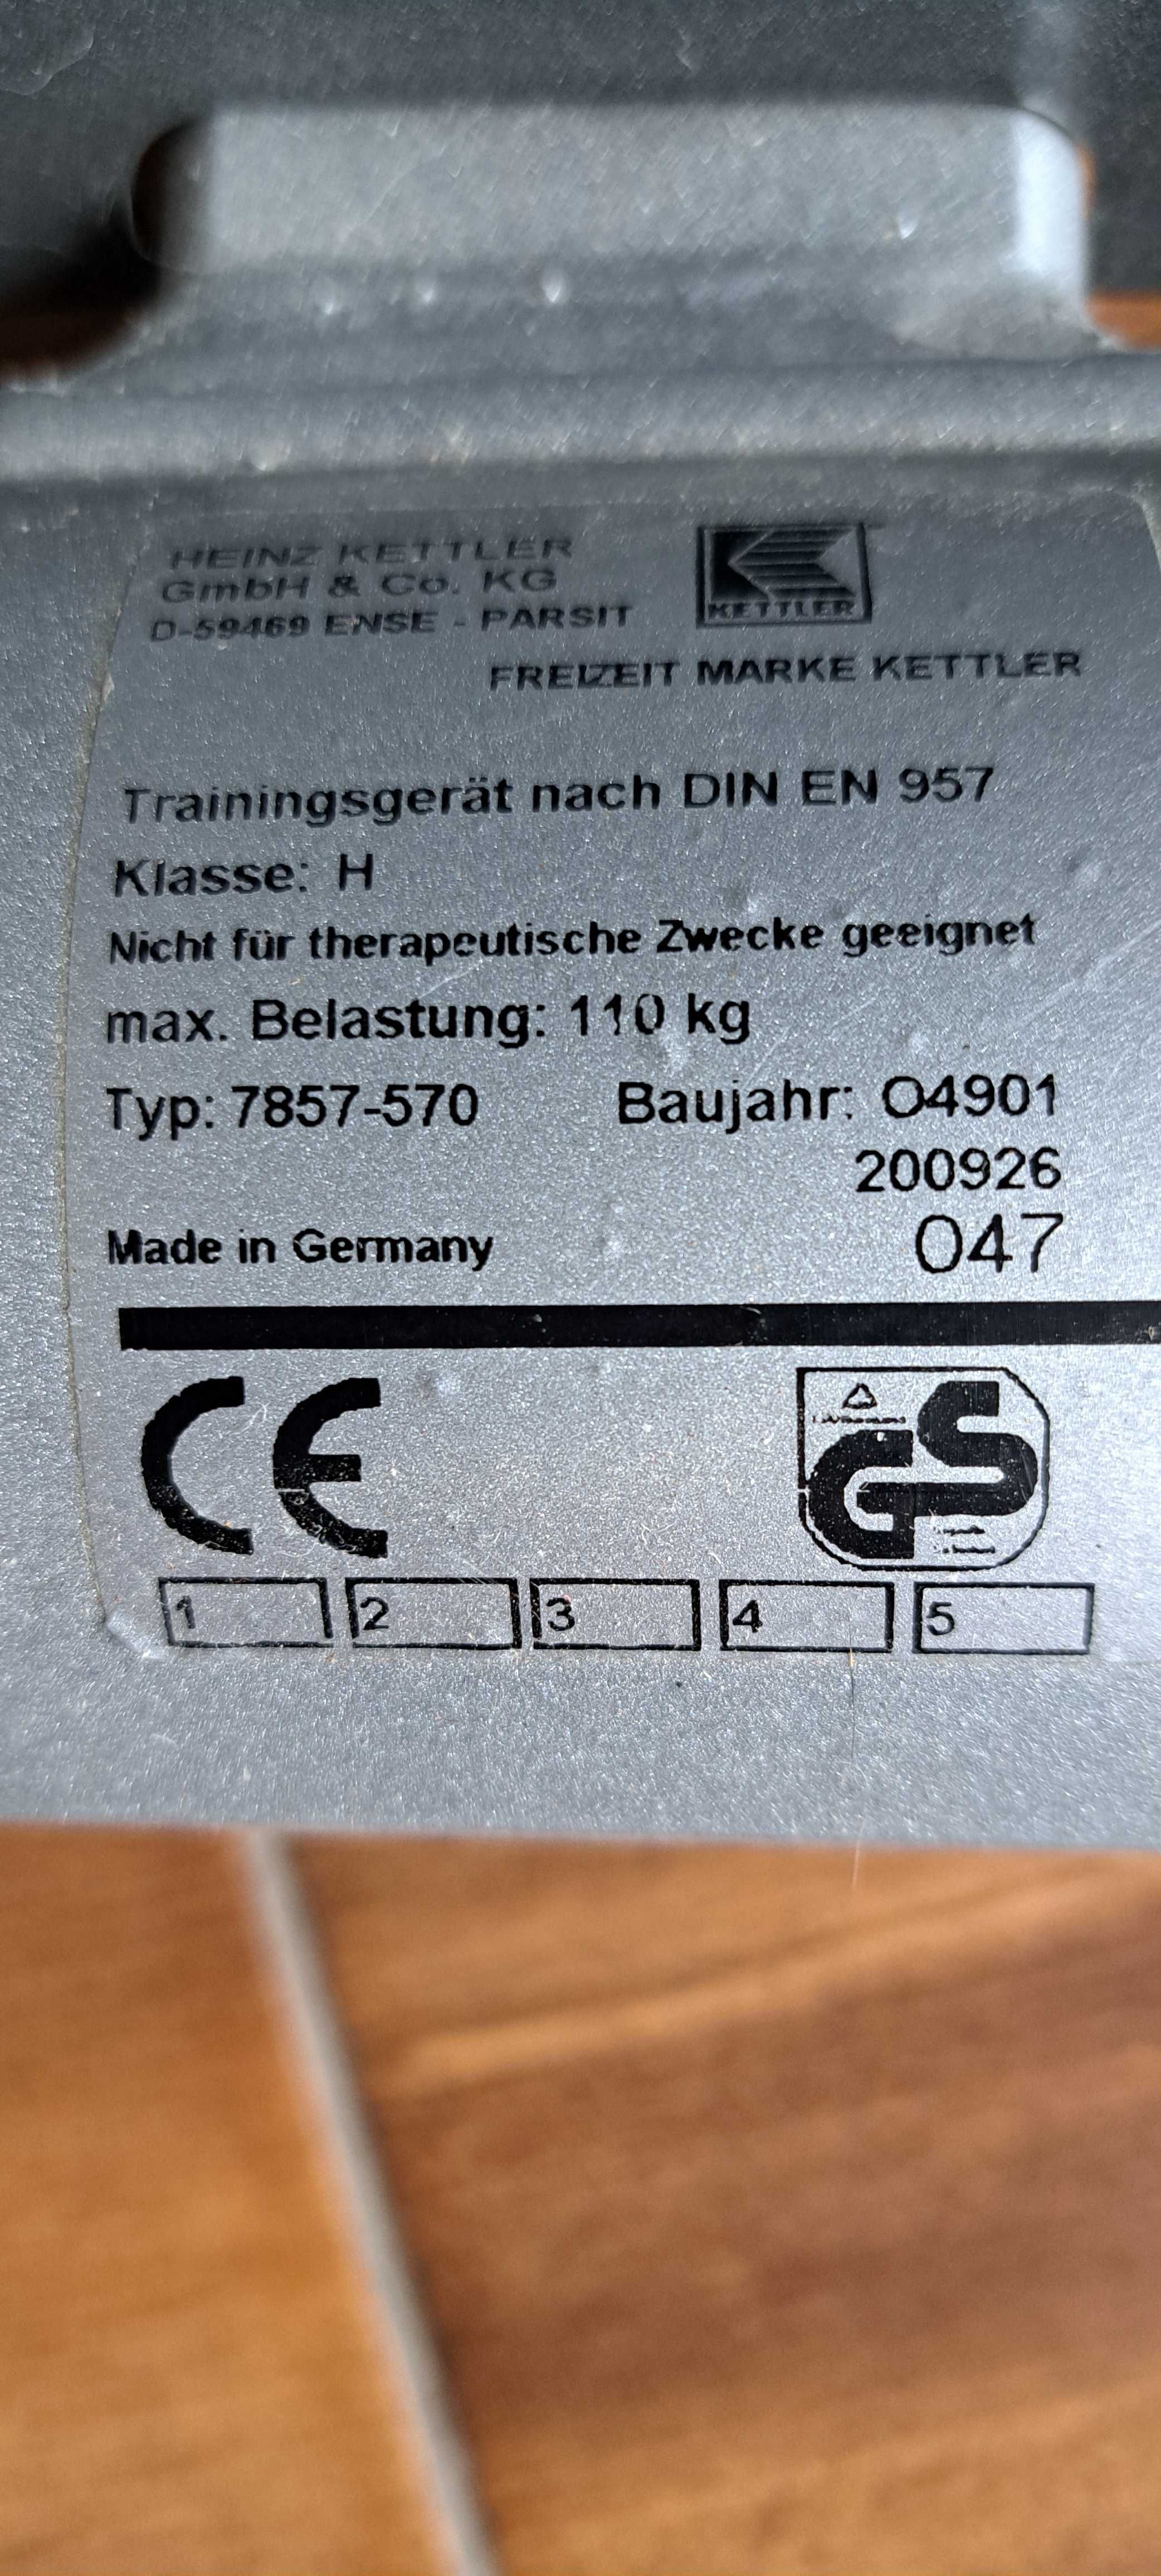 HEINZ KETTLER
GmbH & Co. KG
D-59469 ENSE - PARSIT
KETTLER
FREIZEIT MARKE KETTLER
Trainingsgerät nach DIN EN 957
Klasse: H
Nicht für therapeutische Zwecke geeignet
max. Belastung: 110 kg
Typ: 7857-570 Baujahr: O4901
200926
Made in Germany 047
CE GS
1 2 3 4 5